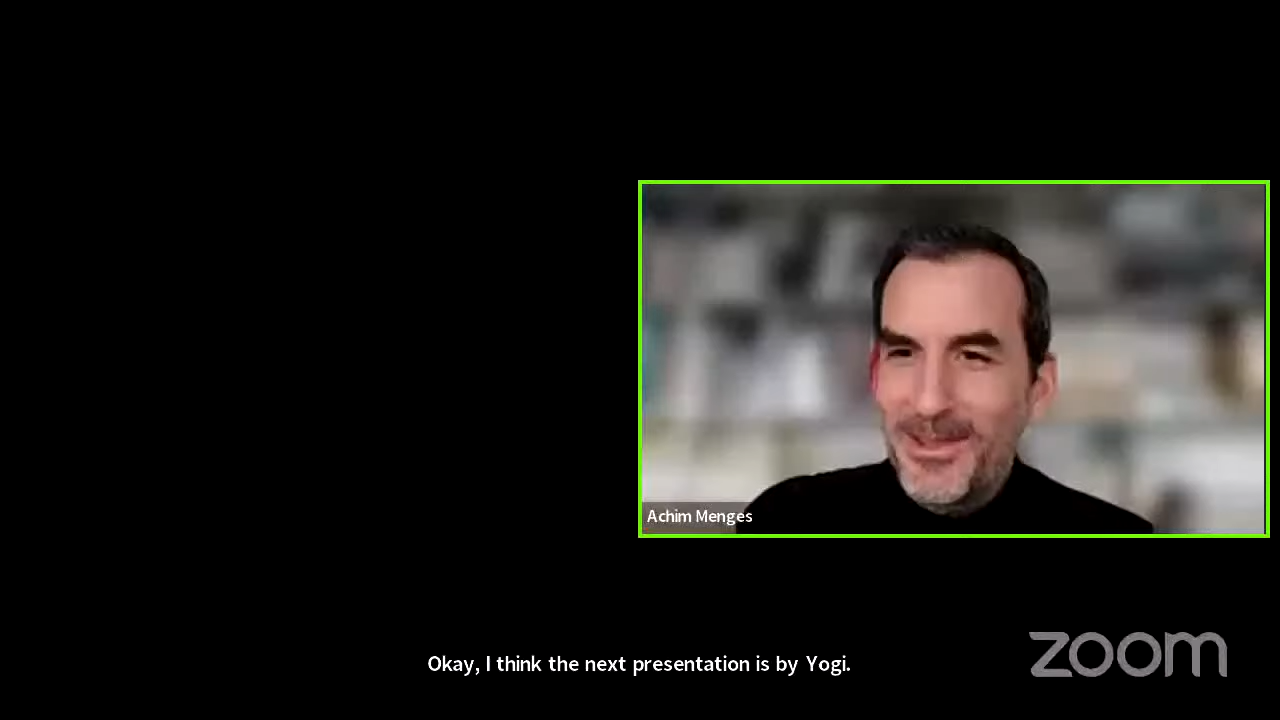 Achim Menges
Okay, I think the next presentation is by Yogi.
zoom